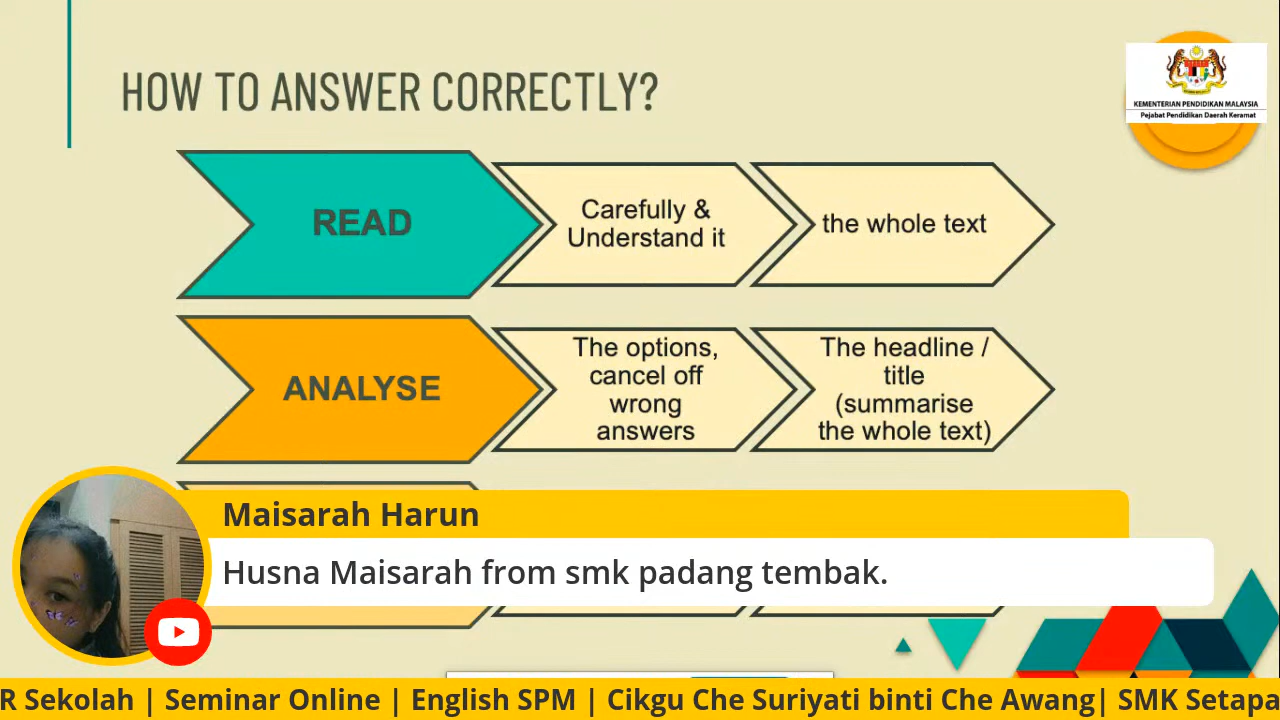 HOW TO ANSWER CORRECTLY?
KEMENTERIAN PENDIDIKAN MALAYSIA
Pejabat Pendidikan Daerah Keramat
READ
Carefully &
Understand it
the whole text
ANALYSE
The options,
cancel off
wrong
answers
The headline /
title
(summarise
the whole text)
Maisarah Harun
Husna Maisarah from smk padang tembak.
R Sekolah | Seminar Online | English SPM | Cikgu Che Suriyati binti Che Awang| SMK Setapa